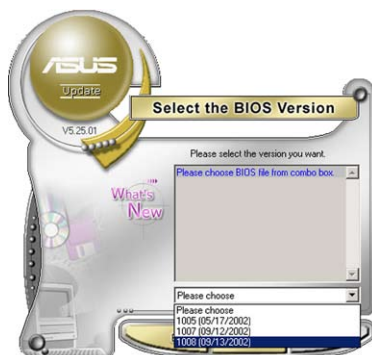 ASUS
Update
V5.25.01
Select the BIOS Version
Please select the version you want.
Please choose BIOS file from combo box.
What's
New
Please choose
Please choose
1005 (05/17/2002)
1007 (09/12/2002)
1008 (09/13/2002)